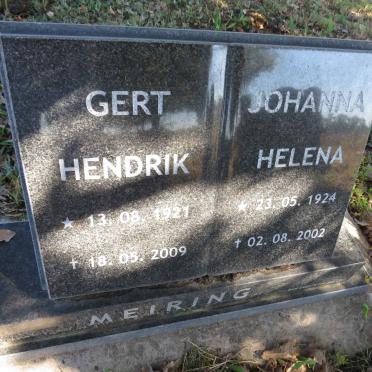 GERT
HENDRIK
★ 13. 08. 1921
✝ 18. 05. 2009
JOHANNA
HELENA
★ 23. 05. 1924
✝ 02. 08. 2002
MEIRING